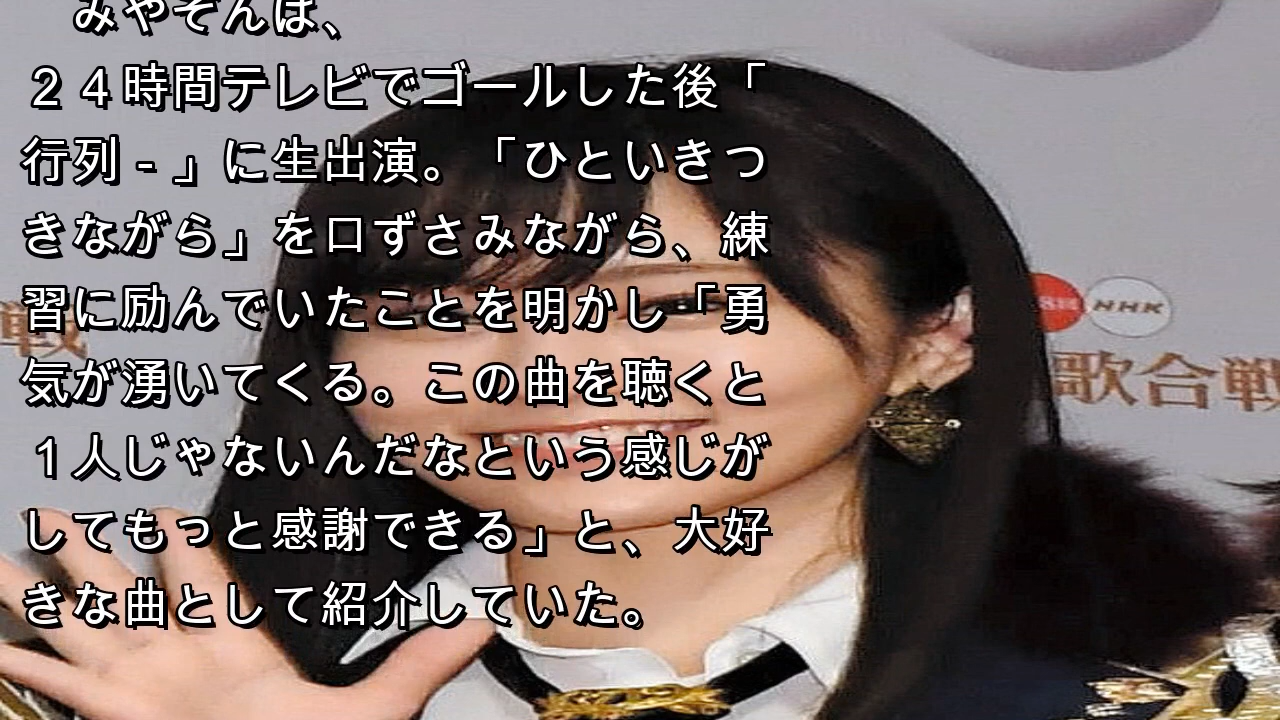 みやぞんは、
２４時間テレビでゴールした後「
行列‐」に生出演。「ひといきつ
きながら」を口ずさみながら、練
習に励んでいたことを明かし「勇
気が湧いてくる。この曲を聴くと
１人じゃないんだなという感じが
してもっと感謝できる」と、大好
きな曲として紹介していた。
NHK
歌合戦
戦